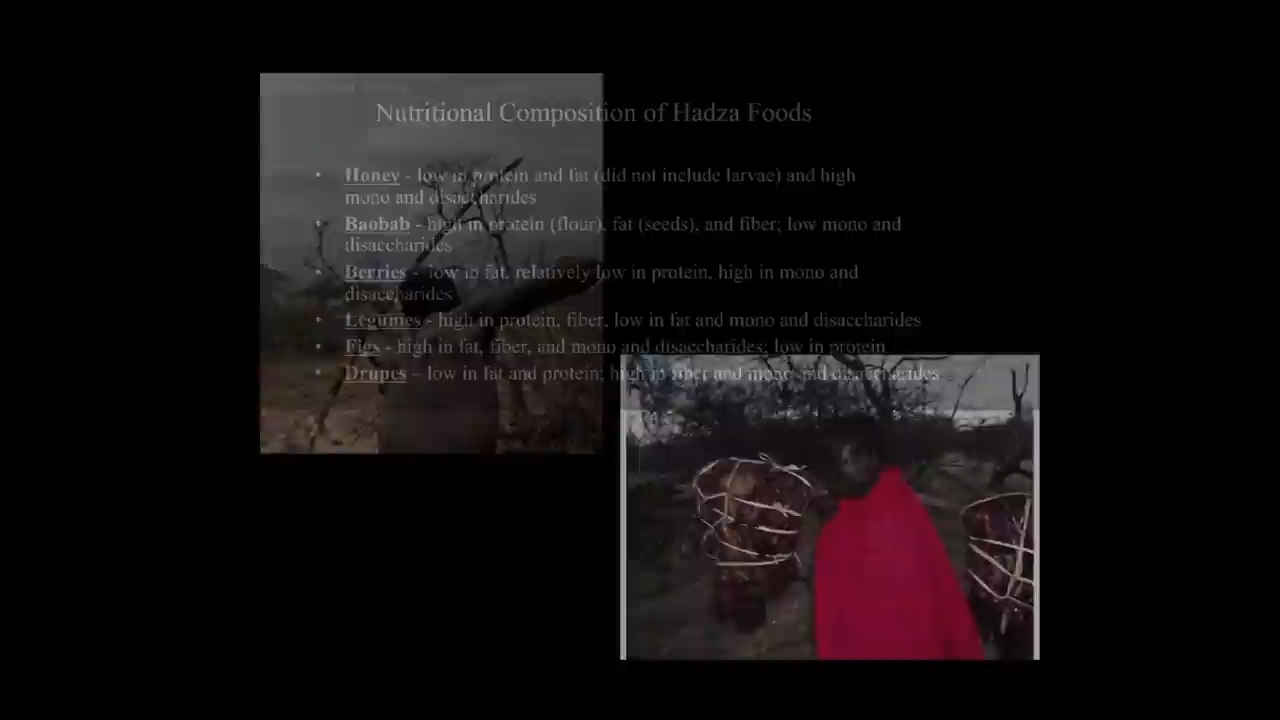 Nutritional Composition of Hadza Foods
• Honey - low in protein and fat (did not include larvae) and high
mono and disaccharides
• Baobab - high in protein (flour), fat (seeds), and fiber; low mono and
disaccharides
• Berries - low in fat, relatively low in protein, high in mono and
disaccharides
• Legumes - high in protein, fiber, low in fat and mono and disaccharides
• Figs - high in fat, fiber, and mono and disaccharides; low in protein
• Drupes – low in fat and protein; high in fiber and mono and disaccharides